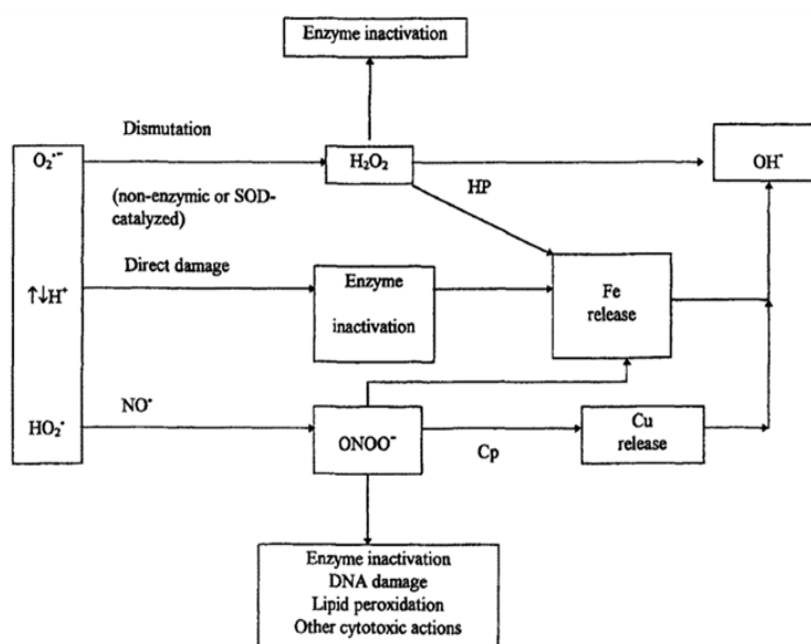 Enzyme inactivation
Dismutation
O₂•⁻
H₂O₂
OH•
HP
(non-enzymic or SOD-
catalyzed)
Direct damage
↑↓H⁺
Enzyme
inactivation
Fe
release
NO•
HO₂•
ONOO⁻
Cp
Cu
release
Enzyme inactivation
DNA damage
Lipid peroxidation
Other cytotoxic actions